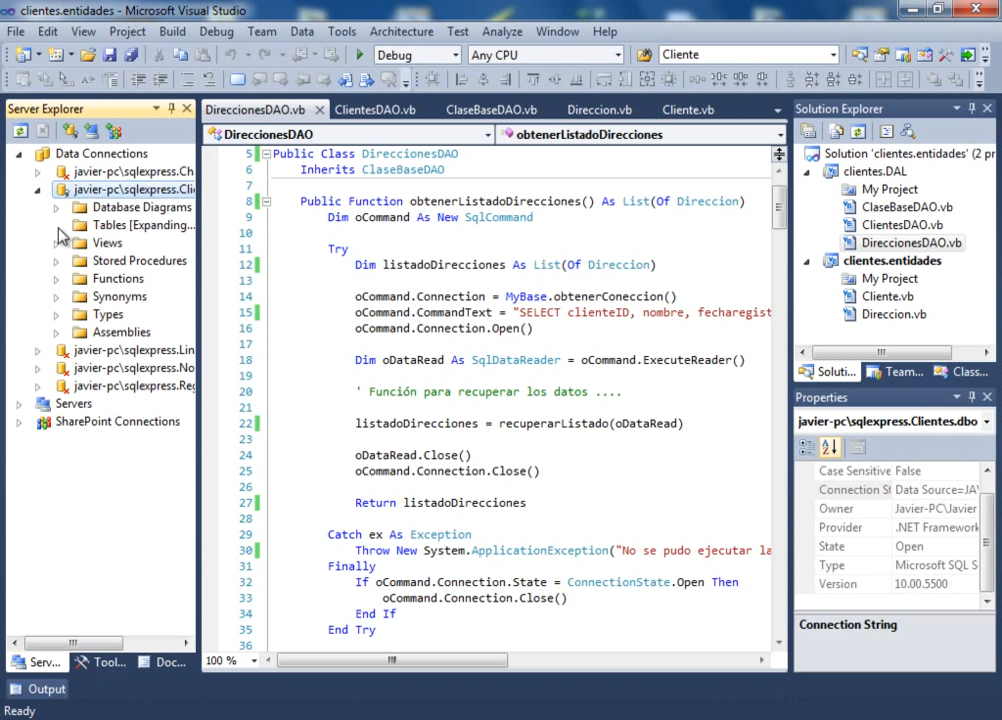 clientes.entidades - Microsoft Visual Studio
File Edit View Project Build Debug Team Data Tools Architecture Test Analyze Window Help
Debug Any CPU Cliente
Server Explorer
Data Connections
javier-pc\sqlexpress.Ch
javier-pc\sqlexpress.Cli
Database Diagrams
Tables [Expanding...
Views
Stored Procedures
Functions
Synonyms
Types
Assemblies
javier-pc\sqlexpress.Lin
javier-pc\sqlexpress.No
javier-pc\sqlexpress.Reg
Servers
SharePoint Connections
Serv... Tool... Doc...
DireccionesDAO.vb ClientesDAO.vb ClaseBaseDAO.vb Direccion.vb Cliente.vb
DireccionesDAO obtenerListadoDirecciones
5 Public Class DireccionesDAO
6 Inherits ClaseBaseDAO
7
8 Public Function obtenerListadoDirecciones() As List(Of Direccion)
9 Dim oCommand As New SqlCommand
10
11 Try
12 Dim listadoDirecciones As List(Of Direccion)
13
14 oCommand.Connection = MyBase.obtenerConeccion()
15 oCommand.CommandText = "SELECT clienteID, nombre, fecharegist
16 oCommand.Connection.Open()
17
18 Dim oDataRead As SqlDataReader = oCommand.ExecuteReader()
19
20 ' Función para recuperar los datos ....
21
22 listadoDirecciones = recuperarListado(oDataRead)
23
24 oDataRead.Close()
25 oCommand.Connection.Close()
26
27 Return listadoDirecciones
28
29 Catch ex As Exception
30 Throw New System.ApplicationException("No se pudo ejecutar la
31 Finally
32 If oCommand.Connection.State = ConnectionState.Open Then
33 oCommand.Connection.Close()
34 End If
35 End Try
36
100 %
Solution Explorer
Solution 'clientes.entidades' (2 pr
clientes.DAL
My Project
ClaseBaseDAO.vb
ClientesDAO.vb
DireccionesDAO.vb
clientes.entidades
My Project
Cliente.vb
Direccion.vb
Soluti... Team... Class...
Properties
javier-pc\sqlexpress.Clientes.dbo
Case Sensitive False
Connection St Data Source=JA
Owner Javier-PC\Javier
Provider .NET Framework
State Open
Type Microsoft SQL S
Version 10.00.5500
Connection String
Output
Ready